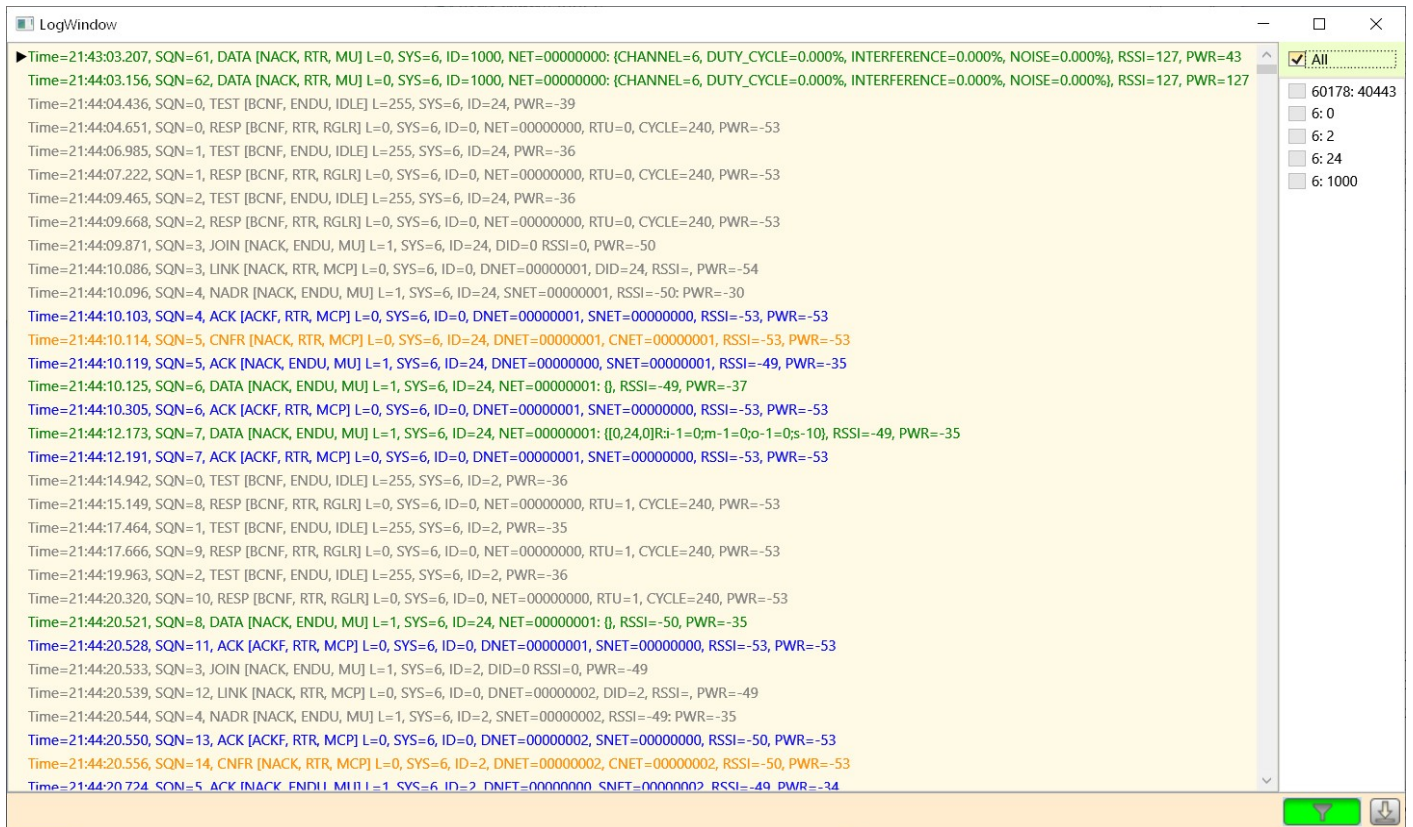 LogWindow
Time=21:43:03.207, SQN=61, DATA [NACK, RTR, MU] L=0, SYS=6, ID=1000, NET=00000000: {CHANNEL=6, DUTY_CYCLE=0.000%, INTERFERENCE=0.000%, NOISE=0.000%}, RSSI=127, PWR=43
Time=21:43:03.156, SQN=62, DATA [NACK, RTR, MU] L=0, SYS=6, ID=1000, NET=00000000: {CHANNEL=6, DUTY_CYCLE=0.000%, INTERFERENCE=0.000%, NOISE=0.000%}, RSSI=127, PWR=127
Time=21:44:04.436, SQN=0, TEST [BCNF, ENDU, IDLE] L=255, SYS=6, ID=24, PWR=-39
Time=21:44:04.651, SQN=0, RESP [BCNF, RTR, RGLR] L=0, SYS=6, ID=0, NET=00000000, RTU=0, CYCLE=240, PWR=-53
Time=21:44:06.985, SQN=1, TEST [BCNF, ENDU, IDLE] L=255, SYS=6, ID=24, PWR=-36
Time=21:44:07.222, SQN=1, RESP [BCNF, RTR, RGLR] L=0, SYS=6, ID=0, NET=00000000, RTU=0, CYCLE=240, PWR=-53
Time=21:44:09.465, SQN=2, TEST [BCNF, ENDU, IDLE] L=255, SYS=6, ID=24, PWR=-36
Time=21:44:09.668, SQN=2, RESP [BCNF, RTR, RGLR] L=0, SYS=6, ID=0, NET=00000000, RTU=0, CYCLE=240, PWR=-53
Time=21:44:09.871, SQN=3, JOIN [NACK, ENDU, MU] L=1, SYS=6, ID=24, DID=0 RSSI=0, PWR=-50
Time=21:44:10.086, SQN=3, LINK [NACK, RTR, MCP] L=0, SYS=6, ID=0, DNET=00000001, DID=24, RSSI=, PWR=-54
Time=21:44:10.096, SQN=4, NADR [NACK, ENDU, MU] L=1, SYS=6, ID=24, SNET=00000001, RSSI=-50: PWR=-30
Time=21:44:10.103, SQN=4, ACK [ACKF, RTR, MCP] L=0, SYS=6, ID=0, DNET=00000001, SNET=00000000, RSSI=-53, PWR=-53
Time=21:44:10.114, SQN=5, CNFR [NACK, RTR, MCP] L=0, SYS=6, ID=24, DNET=00000001, CNET=00000001, RSSI=-53, PWR=-53
Time=21:44:10.119, SQN=5, ACK [NACK, ENDU, MU] L=1, SYS=6, ID=24, DNET=00000000, SNET=00000001, RSSI=-49, PWR=-35
Time=21:44:10.125, SQN=6, DATA [NACK, ENDU, MU] L=1, SYS=6, ID=24, NET=00000001: {}, RSSI=-49, PWR=-37
Time=21:44:10.305, SQN=6, ACK [ACKF, RTR, MCP] L=0, SYS=6, ID=0, DNET=00000001, SNET=00000000, RSSI=-53, PWR=-53
Time=21:44:12.173, SQN=7, DATA [NACK, ENDU, MU] L=1, SYS=6, ID=24, NET=00000001: {[0,24,0]R:i-1=0;m-1=0;o-1=0;s-10}, RSSI=-49, PWR=-35
Time=21:44:12.191, SQN=7, ACK [ACKF, RTR, MCP] L=0, SYS=6, ID=0, DNET=00000001, SNET=00000000, RSSI=-53, PWR=-53
Time=21:44:14.942, SQN=0, TEST [BCNF, ENDU, IDLE] L=255, SYS=6, ID=2, PWR=-36
Time=21:44:15.149, SQN=8, RESP [BCNF, RTR, RGLR] L=0, SYS=6, ID=0, NET=00000000, RTU=1, CYCLE=240, PWR=-53
Time=21:44:17.464, SQN=1, TEST [BCNF, ENDU, IDLE] L=255, SYS=6, ID=2, PWR=-35
Time=21:44:17.666, SQN=9, RESP [BCNF, RTR, RGLR] L=0, SYS=6, ID=0, NET=00000000, RTU=1, CYCLE=240, PWR=-53
Time=21:44:19.963, SQN=2, TEST [BCNF, ENDU, IDLE] L=255, SYS=6, ID=2, PWR=-36
Time=21:44:20.320, SQN=10, RESP [BCNF, RTR, RGLR] L=0, SYS=6, ID=0, NET=00000000, RTU=1, CYCLE=240, PWR=-53
Time=21:44:20.521, SQN=8, DATA [NACK, ENDU, MU] L=1, SYS=6, ID=24, NET=00000001: {}, RSSI=-50, PWR=-35
Time=21:44:20.528, SQN=11, ACK [ACKF, RTR, MCP] L=0, SYS=6, ID=0, DNET=00000001, SNET=00000000, RSSI=-53, PWR=-53
Time=21:44:20.533, SQN=3, JOIN [NACK, ENDU, MU] L=1, SYS=6, ID=2, DID=0 RSSI=0, PWR=-49
Time=21:44:20.539, SQN=12, LINK [NACK, RTR, MCP] L=0, SYS=6, ID=0, DNET=00000002, DID=2, RSSI=, PWR=-49
Time=21:44:20.544, SQN=4, NADR [NACK, ENDU, MU] L=1, SYS=6, ID=2, SNET=00000002, RSSI=-49: PWR=-35
Time=21:44:20.550, SQN=13, ACK [ACKF, RTR, MCP] L=0, SYS=6, ID=0, DNET=00000002, SNET=00000000, RSSI=-50, PWR=-53
Time=21:44:20.556, SQN=14, CNFR [NACK, RTR, MCP] L=0, SYS=6, ID=2, DNET=00000002, CNET=00000002, RSSI=-50, PWR=-53
Time=21:44:20.724, SQN=5, ACK [NACK, ENDU, MU] L=1, SYS=6, ID=2, DNET=00000000, SNET=00000002, RSSI=-49, PWR=-34
All
60178: 40443
6: 0
6: 2
6: 24
6: 1000